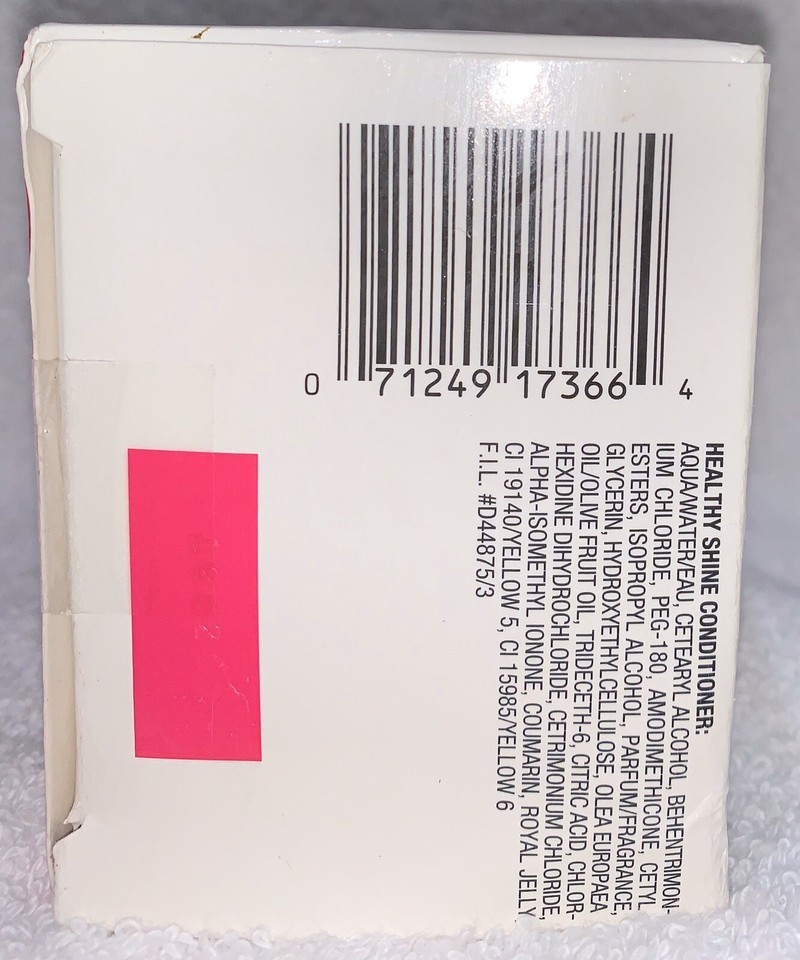 0 71249 17366 4
HEALTHY SHINE CONDITIONER:
AQUA/WATER/EAU, CETEARYL ALCOHOL, BEHENTRIMON-
IUM CHLORIDE, PEG-180, AMODIMETHICONE, CETYL
ESTERS, ISOPROPYL ALCOHOL, PARFUM/FRAGRANCE,
GLYCERIN, HYDROXYETHYLCELLULOSE, OLEA EUROPAEA
OIL/OLIVE FRUIT OIL, TRIDECETH-6, CITRIC ACID, CHLOR-
HEXIDINE DIHYDROCHLORIDE, CETRIMONIUM CHLORIDE,
ALPHA-ISOMETHYL IONONE, COUMARIN, ROYAL JELLY
CI 19140/YELLOW 5, CI 15985/YELLOW 6
F.I.L. #D44875/3